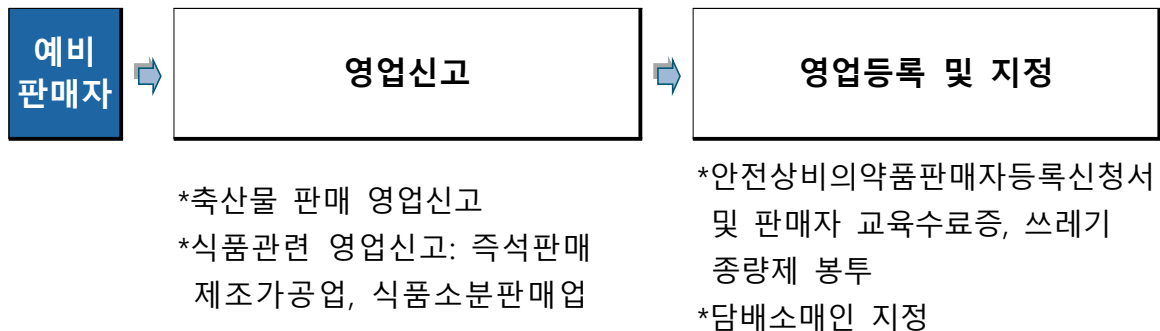 예비
판매자
영업신고
영업등록 및 지정
*축산물 판매 영업신고
*식품관련 영업신고: 즉석판매
제조가공업, 식품소분판매업
*안전상비의약품판매자등록신청서
및 판매자 교육수료증, 쓰레기
종량제 봉투
*담배소매인 지정